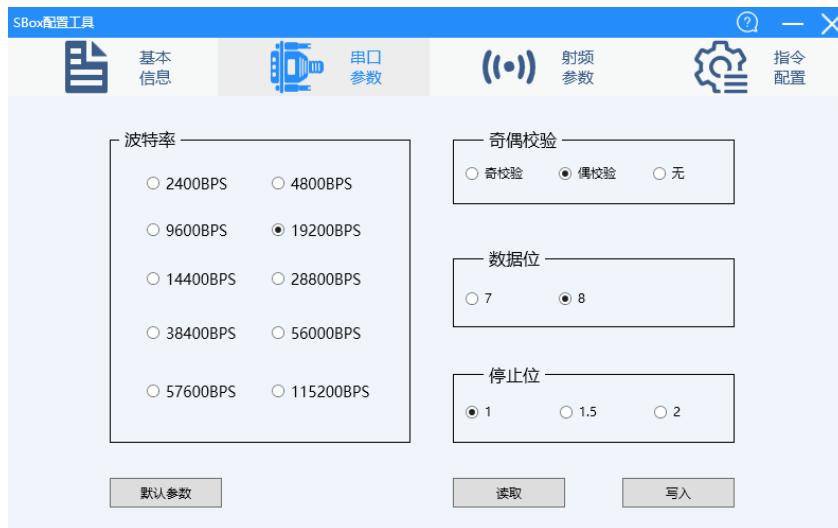 SBox配置工具
基本
信息
串口
参数
射频
参数
指令
配置
波特率
2400BPS 4800BPS
9600BPS 19200BPS
14400BPS 28800BPS
38400BPS 56000BPS
57600BPS 115200BPS
奇偶校验
奇校验 偶校验 无
数据位
7 8
停止位
1 1.5 2
默认参数 读取 写入